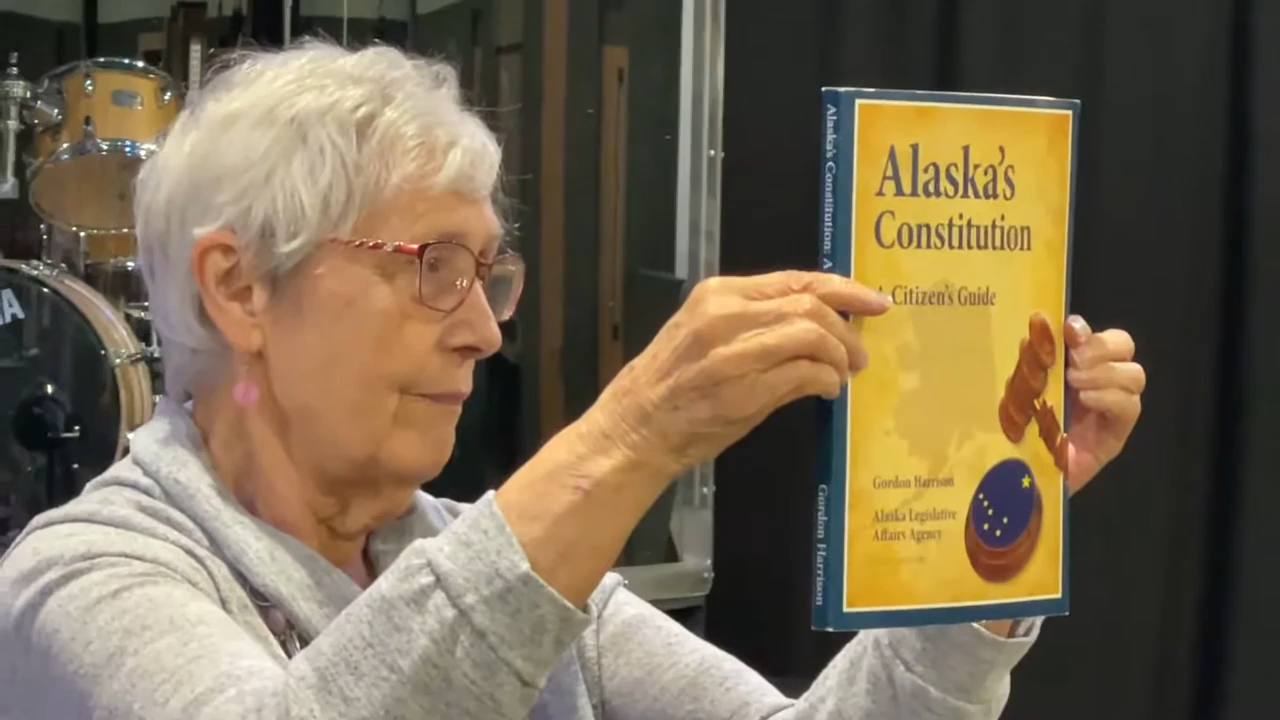 Alaska's
Constitution
A Citizen's Guide
Gordon Harrison
Alaska Legislative
Affairs Agency
Alaska's Constitution: A
Gordon Harrison